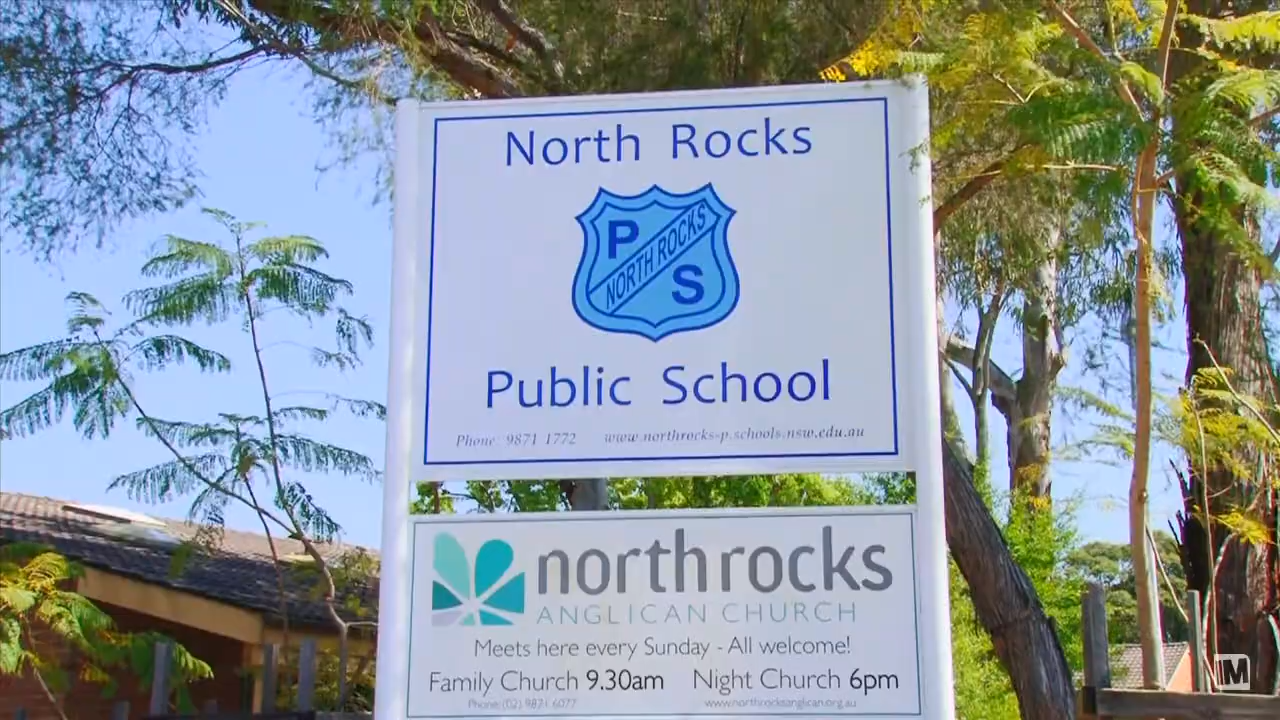 North Rocks
P
NORTH ROCKS
S
Public School
Phone: 9871 1772 www.northrocks-p.schools.nsw.edu.au
northrocks
ANGLICAN CHURCH
Meets here every Sunday - All welcome!
Family Church 9.30am Night Church 6pm
Phone: (02) 9871 6077 www.northrocksanglican.org.au
M